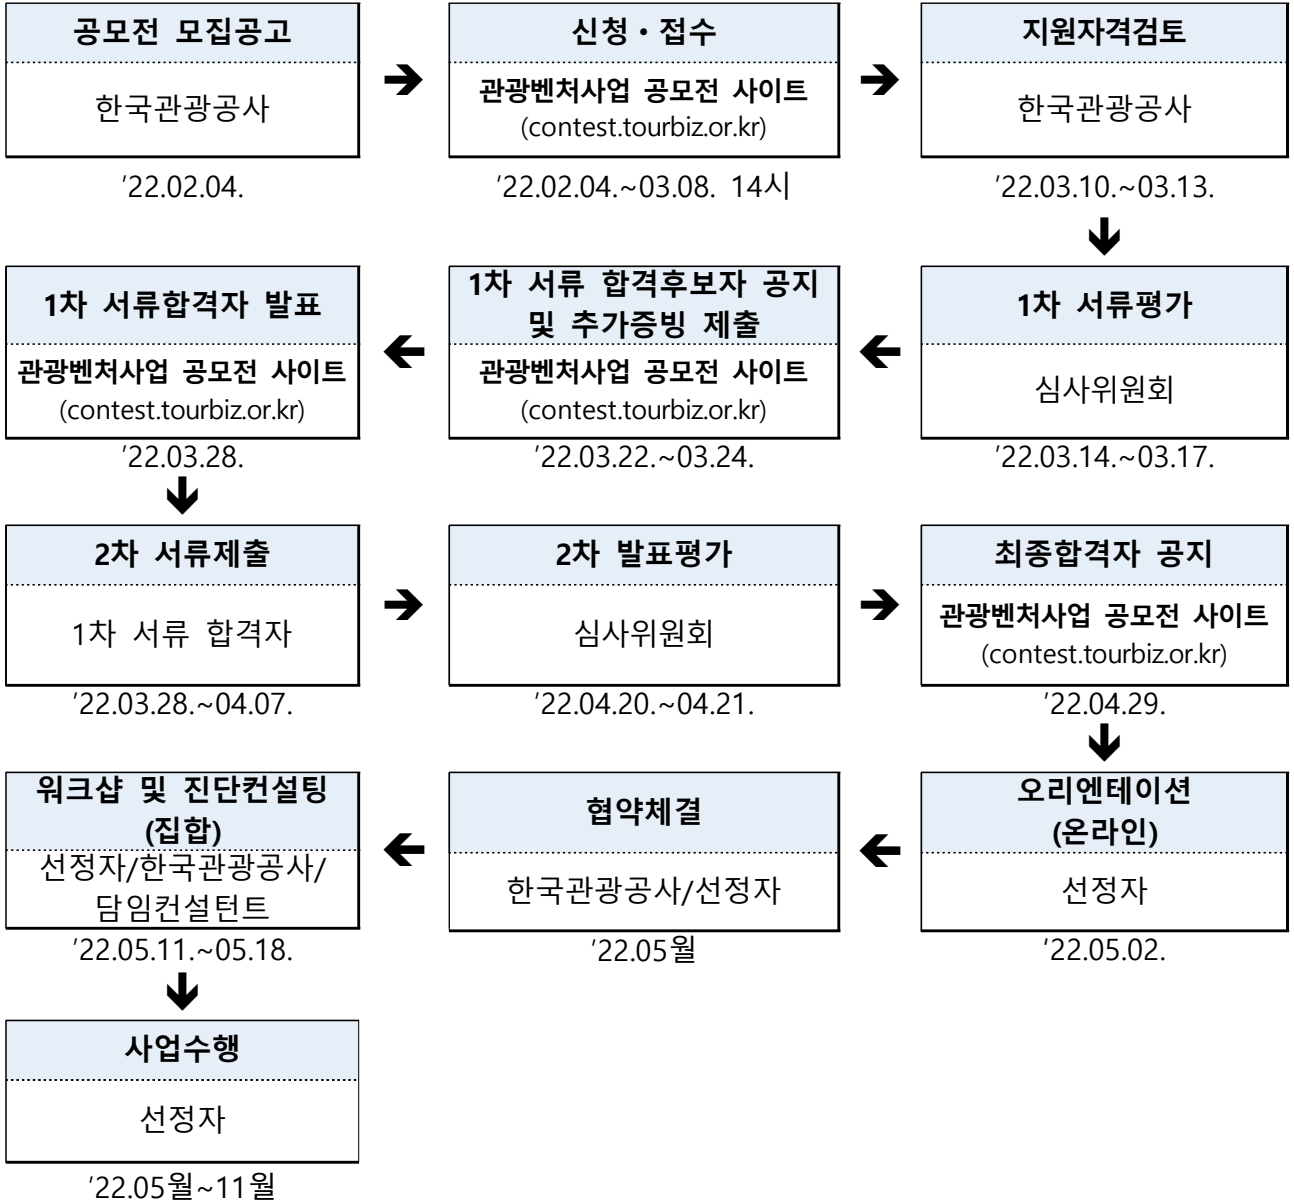 공모전 모집공고
한국관광공사
'22.02.04.
신청・접수
관광벤처사업 공모전 사이트
(contest.tourbiz.or.kr)
'22.02.04.~03.08. 14시
지원자격검토
한국관광공사
'22.03.10.~03.13.
1차 서류평가
심사위원회
'22.03.14.~03.17.
1차 서류 합격후보자 공지
및 추가증빙 제출
관광벤처사업 공모전 사이트
(contest.tourbiz.or.kr)
'22.03.22.~03.24.
1차 서류합격자 발표
관광벤처사업 공모전 사이트
(contest.tourbiz.or.kr)
'22.03.28.
2차 서류제출
1차 서류 합격자
'22.03.28.~04.07.
2차 발표평가
심사위원회
'22.04.20.~04.21.
최종합격자 공지
관광벤처사업 공모전 사이트
(contest.tourbiz.or.kr)
'22.04.29.
오리엔테이션
(온라인)
선정자
'22.05.02.
협약체결
한국관광공사/선정자
'22.05월
워크샵 및 진단컨설팅
(집합)
선정자/한국관광공사/
담임컨설턴트
'22.05.11.~05.18.
사업수행
선정자
'22.05월~11월